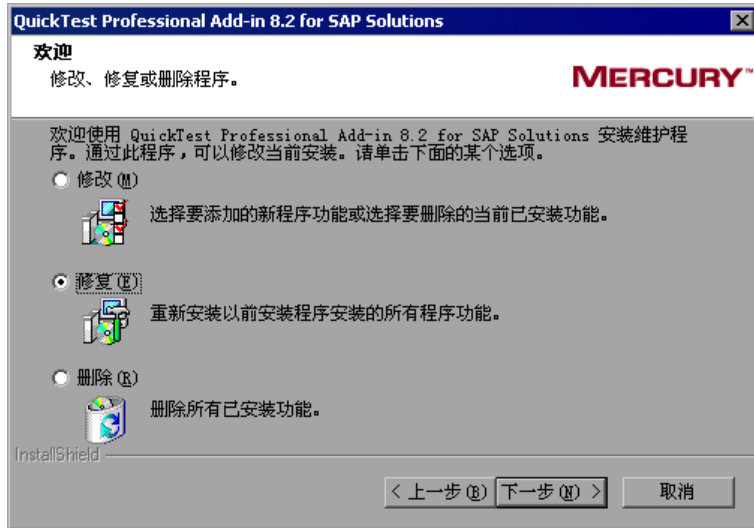 QuickTest Professional Add-in 8.2 for SAP Solutions
欢迎
修改、修复或删除程序。
MERCURY™
欢迎使用 QuickTest Professional Add-in 8.2 for SAP Solutions 安装维护程
序。通过此程序，可以修改当前安装。请单击下面的某个选项。
修改(M)
选择要添加的新程序功能或选择要删除的当前已安装功能。
修复(E)
重新安装以前安装程序安装的所有程序功能。
删除(R)
删除所有已安装功能。
InstallShield
< 上一步(B)
下一步(N) >
取消